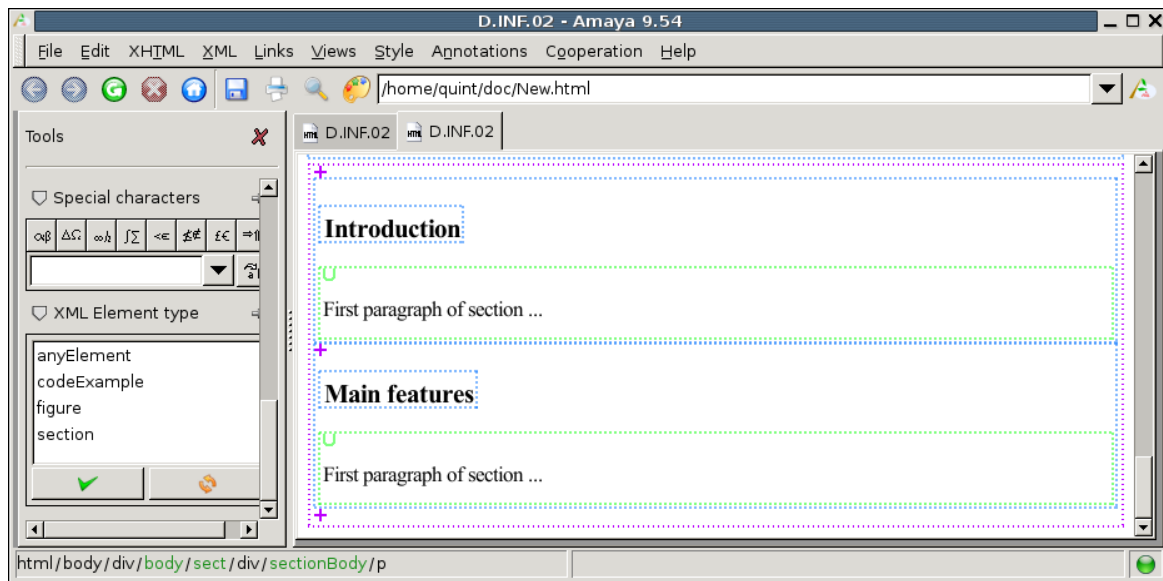 D.INF.02 - Amaya 9.54
File Edit XHTML XML Links Views Style Annotations Cooperation Help
/home/quint/doc/New.html
Tools
D.INF.02 D.INF.02
Special characters
αβ ΔΩ ∫∑ <∈ £€
XML Element type
anyElement
codeExample
figure
section
+
Introduction
U
First paragraph of section ...
+
Main features
U
First paragraph of section ...
+
html/body/div/body/sect/div/sectionBody/p